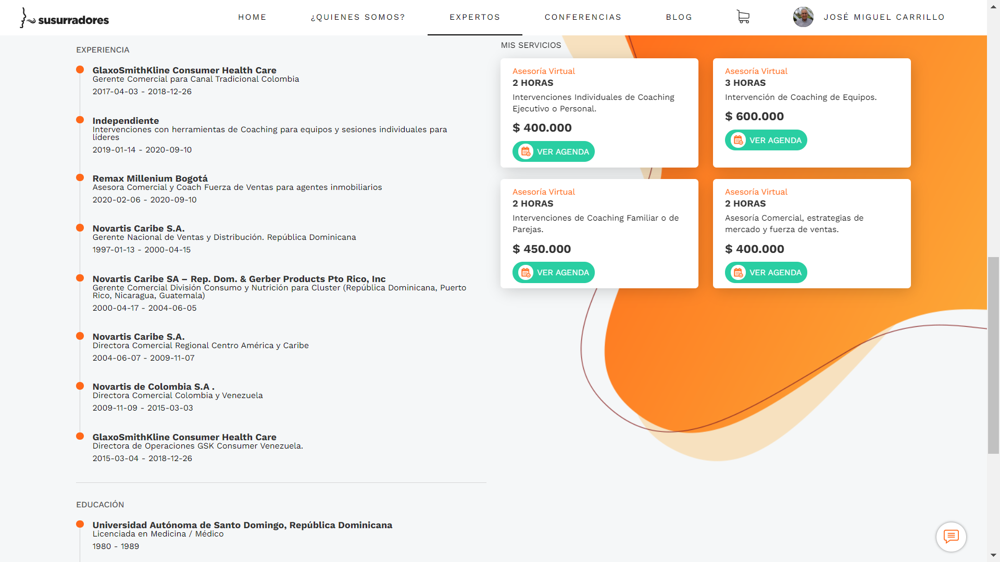 susurradores
HOME
¿QUIENES SOMOS?
EXPERTOS
CONFERENCIAS
BLOG
JOSÉ MIGUEL CARRILLO
EXPERIENCIA
GlaxoSmithKline Consumer Health Care
Gerente Comercial para Canal Tradicional Colombia
2017-04-03 - 2018-12-26
Independiente
Intervenciones con herramientas de Coaching para equipos y sesiones individuales para
líderes
2019-01-14 - 2020-09-10
Remax Millenium Bogotá
Asesora Comercial y Coach Fuerza de Ventas para agentes inmobiliarios
2020-02-06 - 2020-09-10
Novartis Caribe S.A.
Gerente Nacional de Ventas y Distribución. República Dominicana
1997-01-13 - 2000-04-15
Novartis Caribe SA – Rep. Dom. & Gerber Products Pto Rico, Inc
Gerente Comercial División Consumo y Nutrición para Cluster (República Dominicana, Puerto
Rico, Nicaragua, Guatemala)
2000-04-17 - 2004-06-05
Novartis Caribe S.A.
Directora Comercial Regional Centro América y Caribe
2004-06-07 - 2009-11-07
Novartis de Colombia S.A .
Directora Comercial Colombia y Venezuela
2009-11-09 - 2015-03-03
GlaxoSmithKline Consumer Health Care
Directora de Operaciones GSK Consumer Venezuela.
2015-03-04 - 2018-12-26
EDUCACIÓN
Universidad Autónoma de Santo Domingo, República Dominicana
Licenciada en Medicina / Médico
1980 - 1989
MIS SERVICIOS
Asesoría Virtual
2 HORAS
Intervenciones Individuales de Coaching
Ejecutivo o Personal.
$ 400.000
VER AGENDA
Asesoría Virtual
3 HORAS
Intervención de Coaching de Equipos.
$ 600.000
VER AGENDA
Asesoría Virtual
2 HORAS
Intervenciones de Coaching Familiar o de
Parejas.
$ 450.000
VER AGENDA
Asesoría Virtual
2 HORAS
Asesoría Comercial, estrategias de
mercado y fuerza de ventas.
$ 400.000
VER AGENDA